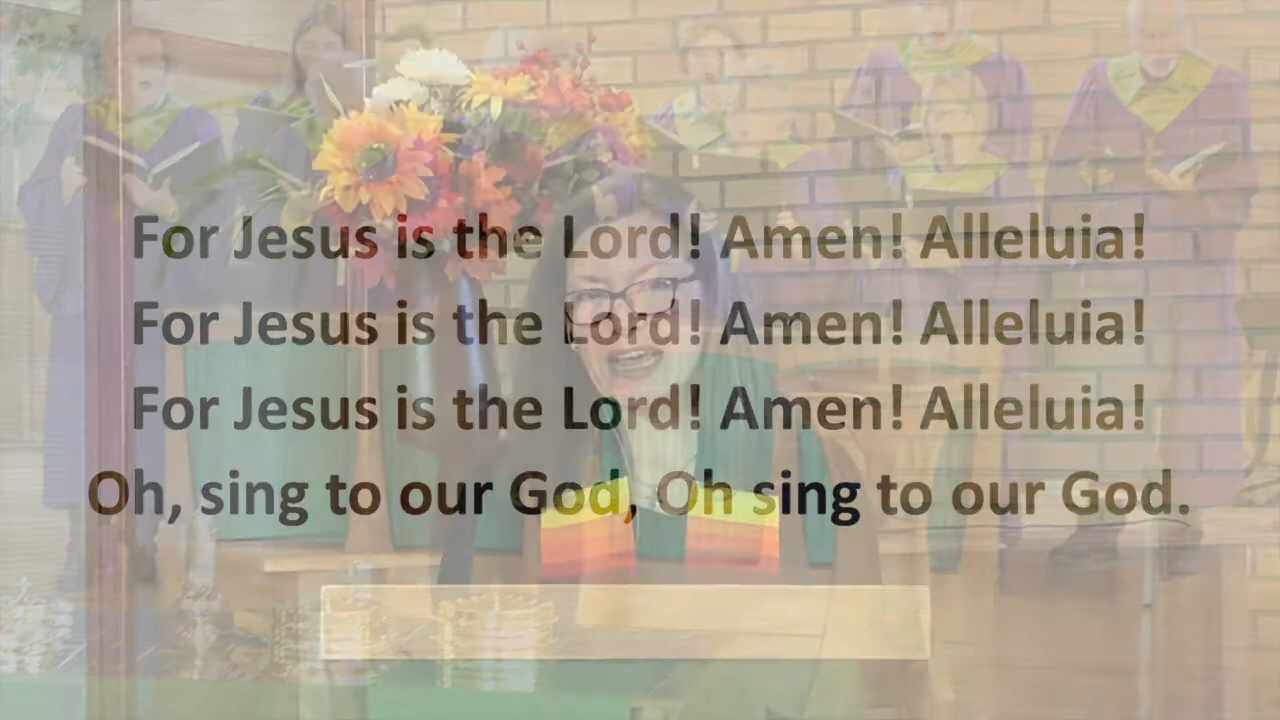 For Jesus is the Lord! Amen! Alleluia!
For Jesus is the Lord! Amen! Alleluia!
For Jesus is the Lord! Amen! Alleluia!
Oh, sing to our God, Oh sing to our God.